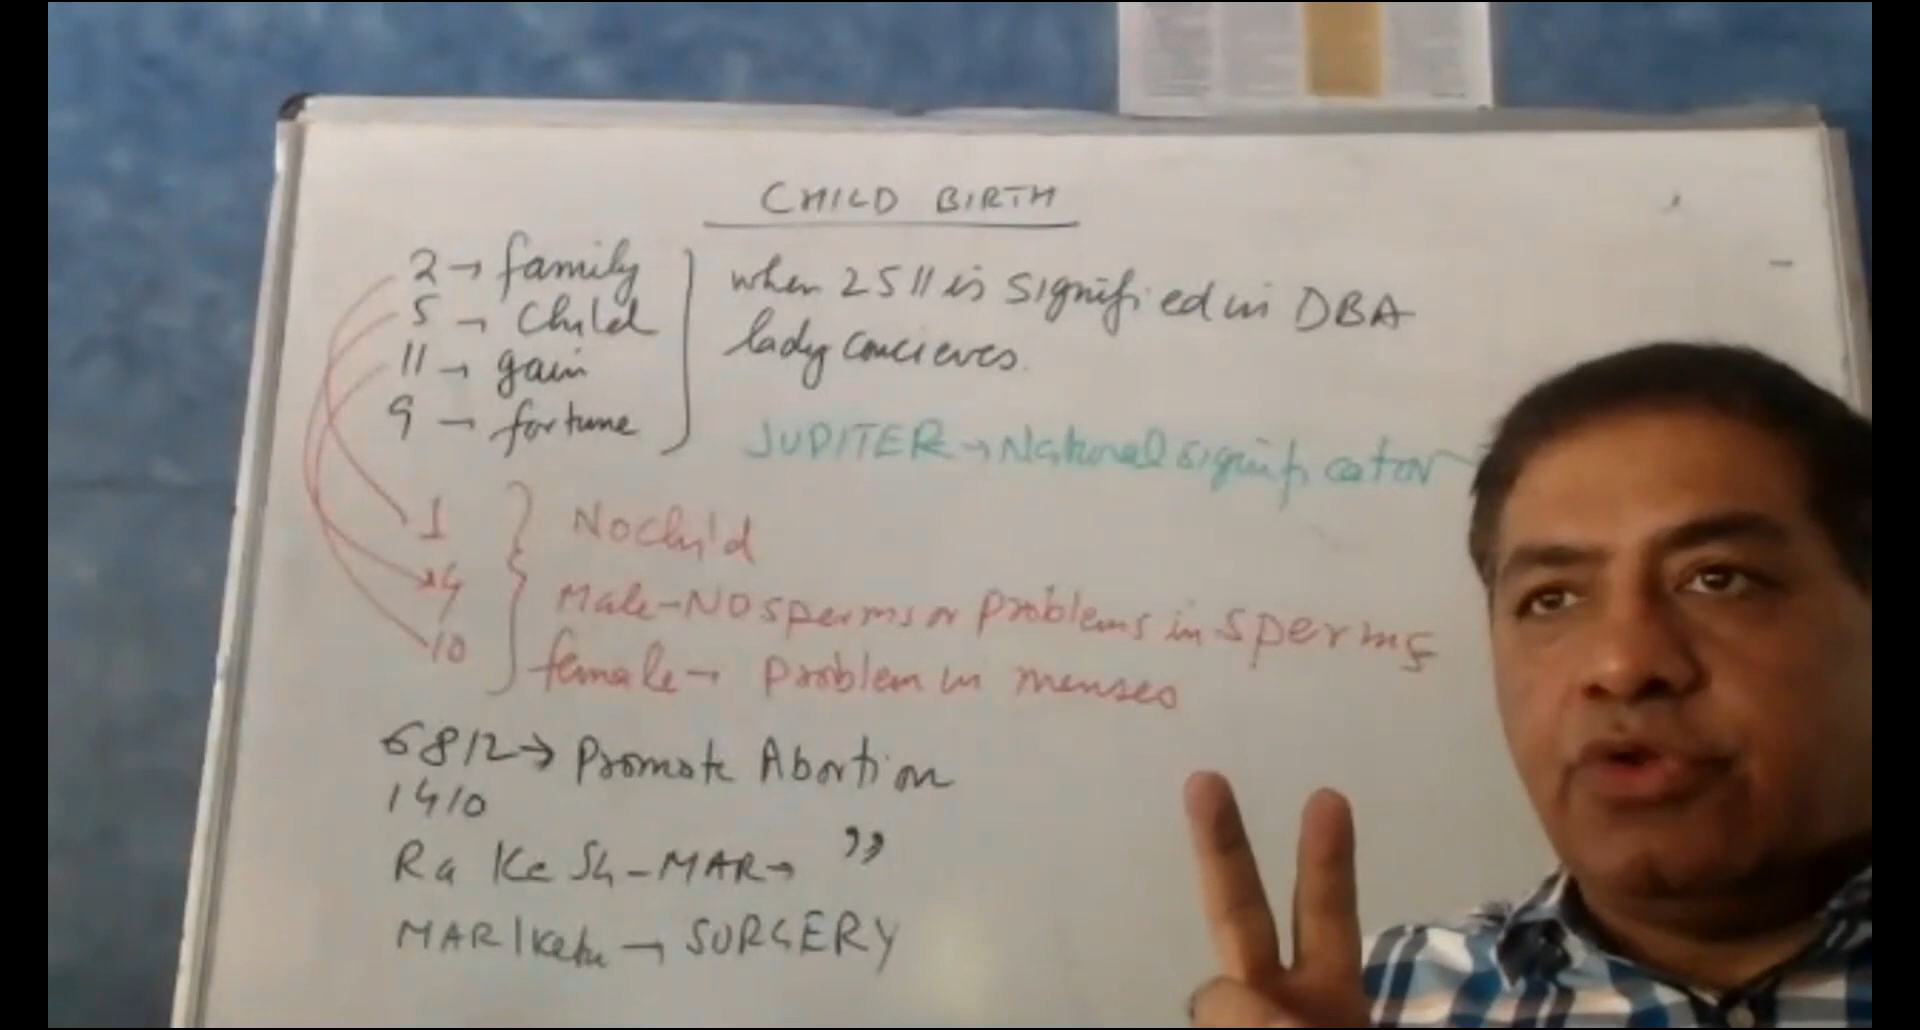 CHILD BIRTH
2 → family
5 → Child
11 → gain
9 → fortune
when 2 5 11 is signified in DBA
lady concieves.
JUPITER → Natural significator
1
4
10
No child
Male - NO sperms or problems in sperms
female → problem in menses
6 8 12 → Promote Abortion
1 4 10
Ra Ke Sh - MAR → ”
MAR/Ketu → SURGERY